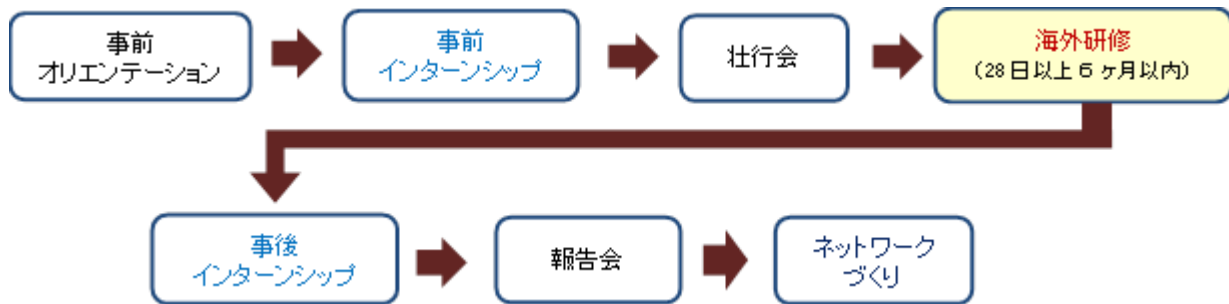 事前
オリエンテーション
事前
インターンシップ
壮行会
海外研修
(28日以上6ヶ月以内)
事後
インターンシップ
報告会
ネットワーク
づくり